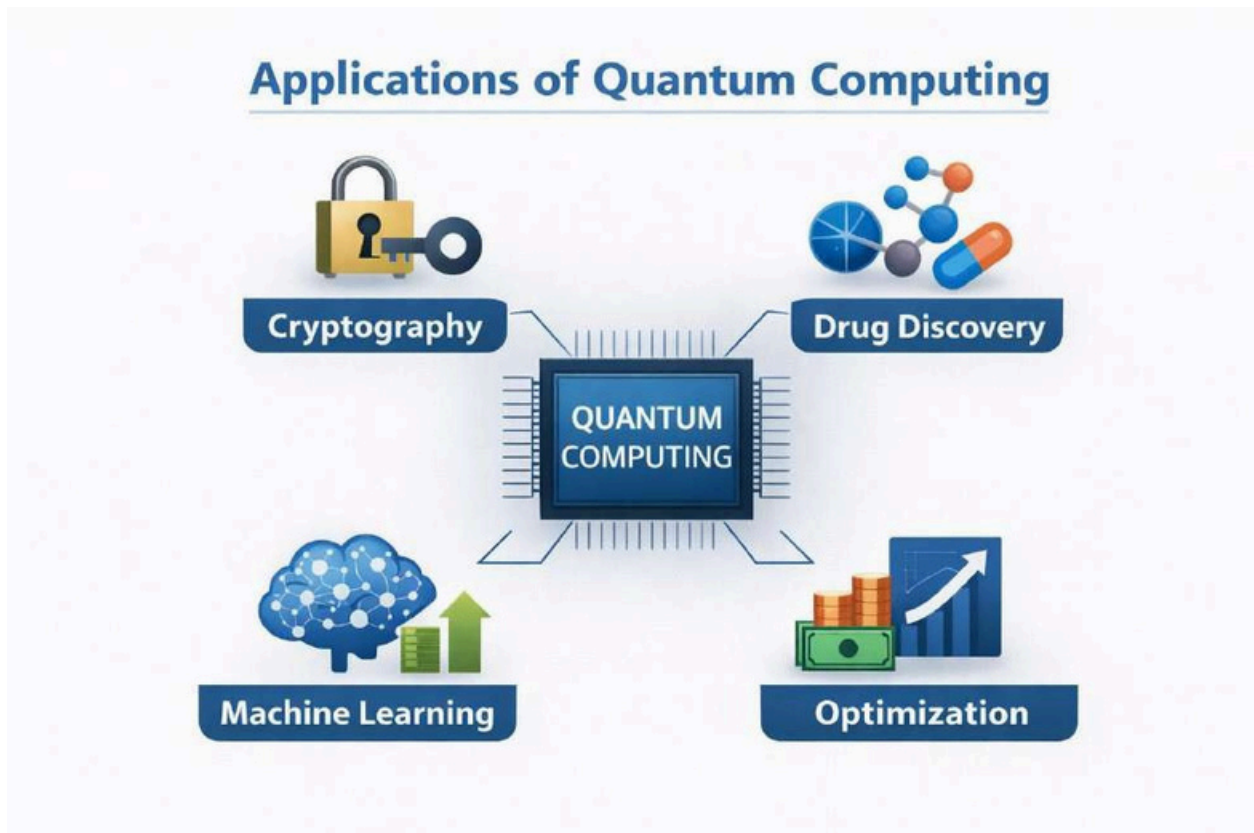 Applications of Quantum Computing
Cryptography
Drug Discovery
QUANTUM
COMPUTING
Machine Learning
Optimization